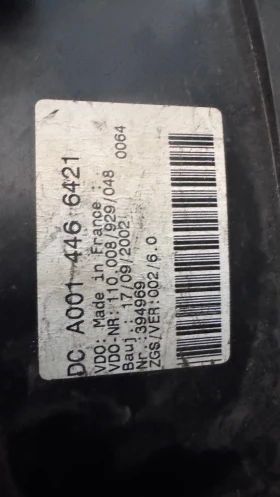 DC A001 446 6421
VDO: Made in France
VDO-NR: 110.008.929/048
Bauj.: 17/09/2002 0064
Nr.: 394969
ZGS/VER:002/6.0